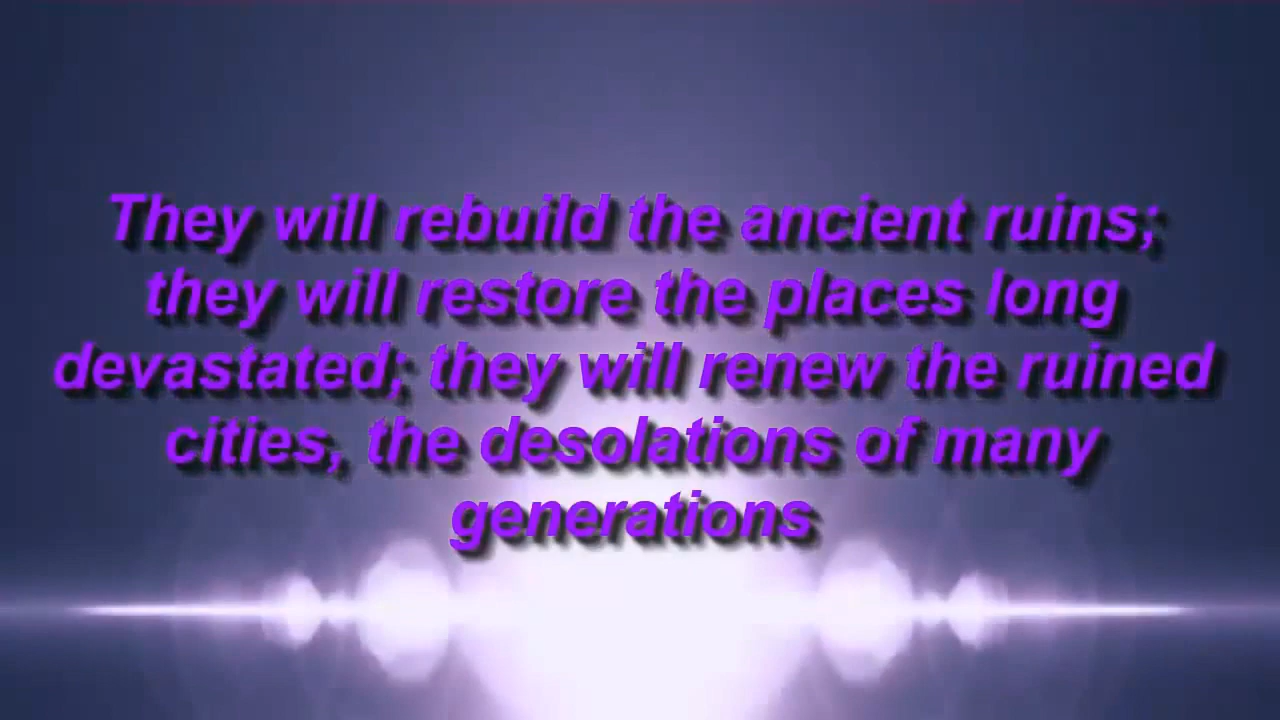 They will rebuild the ancient ruins;
they will restore the places long
devastated; they will renew the ruined
cities, the desolations of many
generations